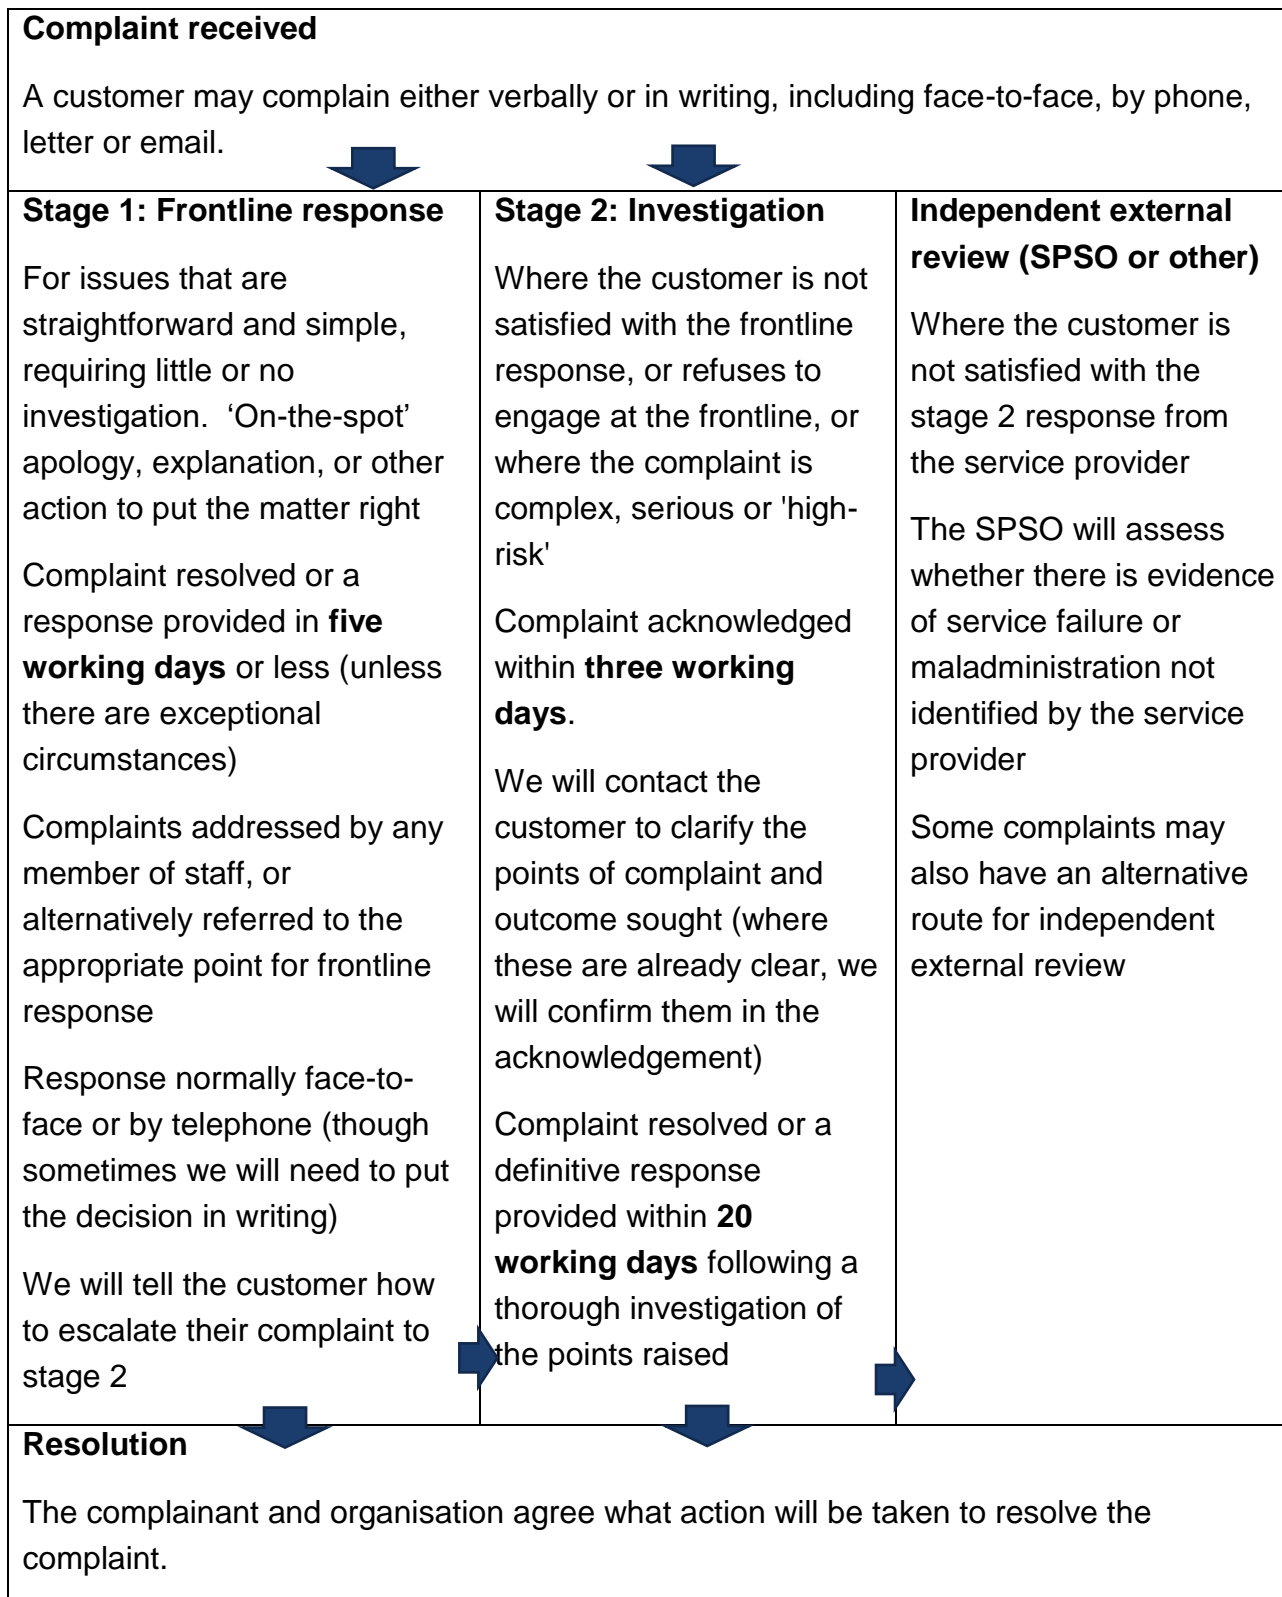 Complaint received
A customer may complain either verbally or in writing, including face-to-face, by phone,
letter or email.
Stage 1: Frontline response
For issues that are
straightforward and simple,
requiring little or no
investigation.  ‘On-the-spot’
apology, explanation, or other
action to put the matter right
Complaint resolved or a
response provided in five
working days or less (unless
there are exceptional
circumstances)
Complaints addressed by any
member of staff, or
alternatively referred to the
appropriate point for frontline
response
Response normally face-to-
face or by telephone (though
sometimes we will need to put
the decision in writing)
We will tell the customer how
to escalate their complaint to
stage 2
Stage 2: Investigation
Where the customer is not
satisfied with the frontline
response, or refuses to
engage at the frontline, or
where the complaint is
complex, serious or 'high-
risk'
Complaint acknowledged
within three working
days.
We will contact the
customer to clarify the
points of complaint and
outcome sought (where
these are already clear, we
will confirm them in the
acknowledgement)
Complaint resolved or a
definitive response
provided within 20
working days following a
thorough investigation of
the points raised
Independent external
review (SPSO or other)
Where the customer is
not satisfied with the
stage 2 response from
the service provider
The SPSO will assess
whether there is evidence
of service failure or
maladministration not
identified by the service
provider
Some complaints may
also have an alternative
route for independent
external review
Resolution
The complainant and organisation agree what action will be taken to resolve the
complaint.